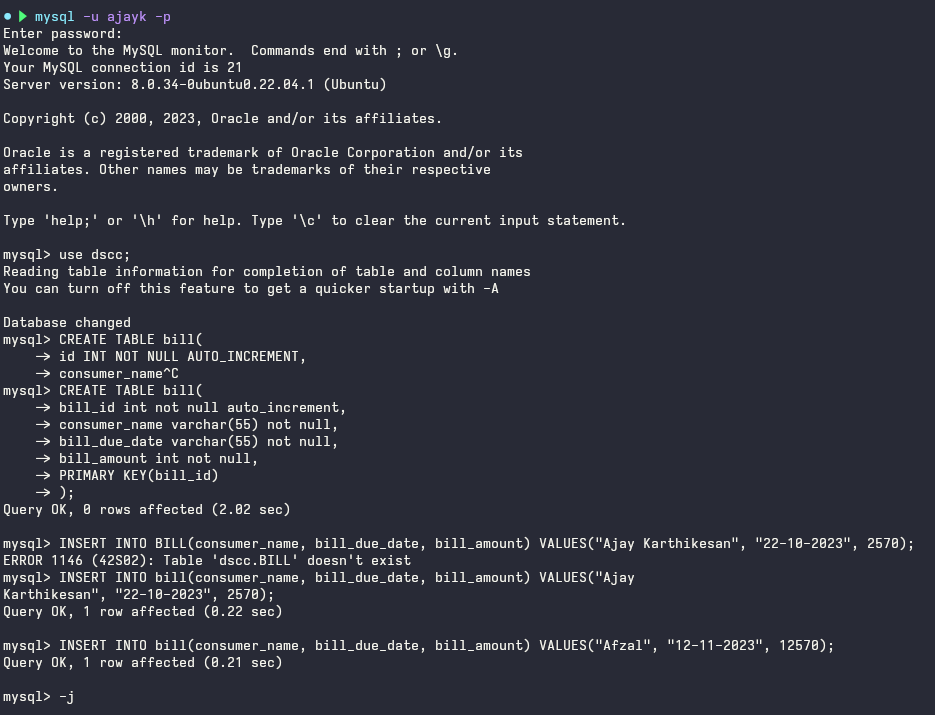 mysql -u ajayk -p
Enter password:
Welcome to the MySQL monitor.  Commands end with ; or \g.
Your MySQL connection id is 21
Server version: 8.0.34-0ubuntu0.22.04.1 (Ubuntu)
Copyright (c) 2000, 2023, Oracle and/or its affiliates.
Oracle is a registered trademark of Oracle Corporation and/or its
affiliates. Other names may be trademarks of their respective
owners.
Type 'help;' or '\h' for help. Type '\c' to clear the current input statement.
mysql> use dscc;
Reading table information for completion of table and column names
You can turn off this feature to get a quicker startup with -A
Database changed
mysql> CREATE TABLE bill(
    -> id INT NOT NULL AUTO_INCREMENT,
    -> consumer_name^C
mysql> CREATE TABLE bill(
    -> bill_id int not null auto_increment,
    -> consumer_name varchar(55) not null,
    -> bill_due_date varchar(55) not null,
    -> bill_amount int not null,
    -> PRIMARY KEY(bill_id)
    -> );
Query OK, 0 rows affected (2.02 sec)
mysql> INSERT INTO BILL(consumer_name, bill_due_date, bill_amount) VALUES("Ajay Karthikesan", "22-10-2023", 2570);
ERROR 1146 (42S02): Table 'dscc.BILL' doesn't exist
mysql> INSERT INTO bill(consumer_name, bill_due_date, bill_amount) VALUES("Ajay
Karthikesan", "22-10-2023", 2570);
Query OK, 1 row affected (0.22 sec)
mysql> INSERT INTO bill(consumer_name, bill_due_date, bill_amount) VALUES("Afzal", "12-11-2023", 12570);
Query OK, 1 row affected (0.21 sec)
mysql> -j